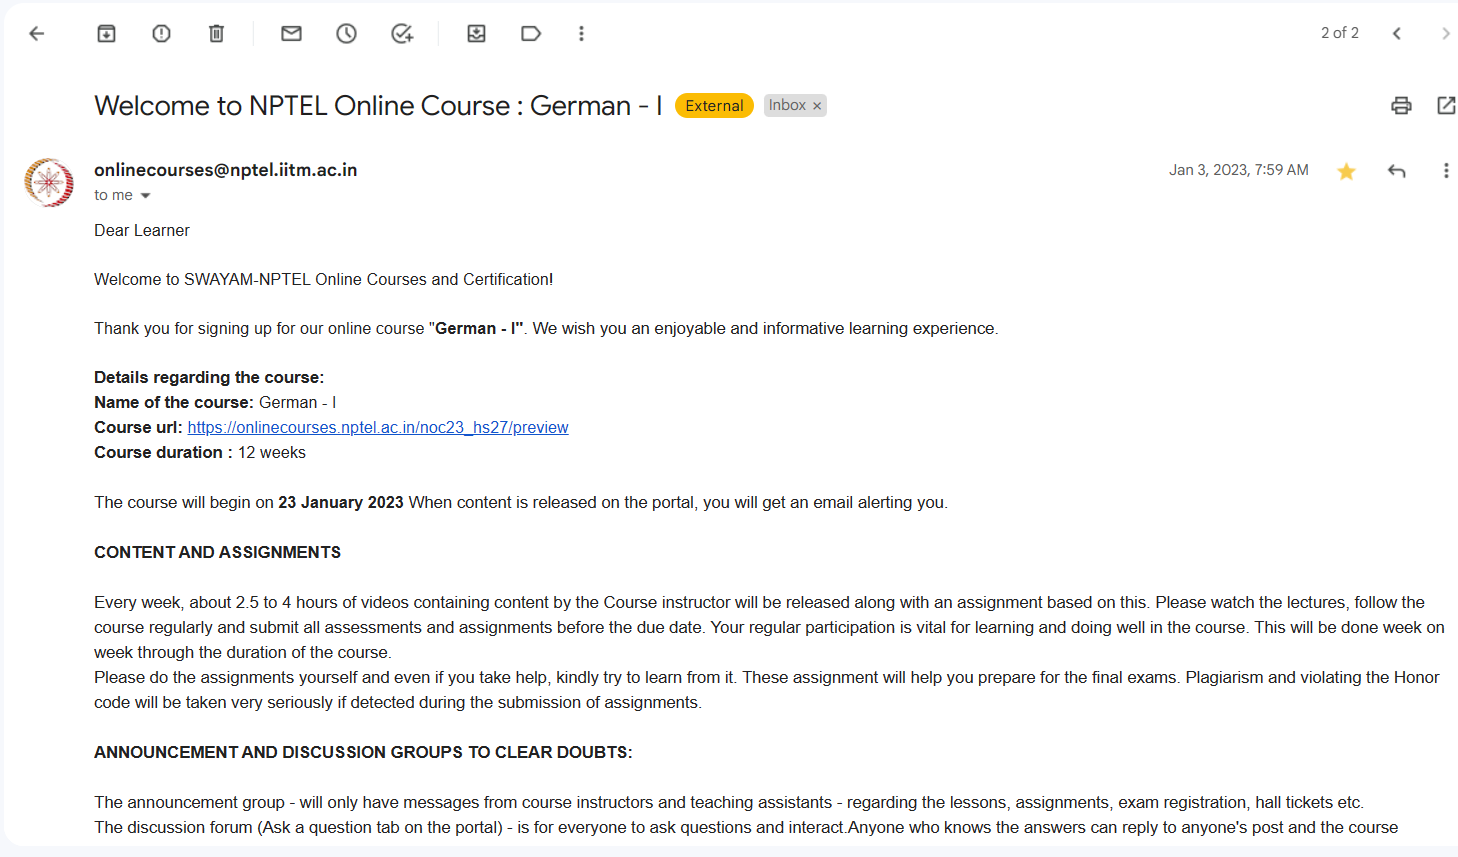 2 of 2
Welcome to NPTEL Online Course : German - I External Inbox ×
onlinecourses@nptel.iitm.ac.in Jan 3, 2023, 7:59 AM
to me
Dear Learner
Welcome to SWAYAM-NPTEL Online Courses and Certification!
Thank you for signing up for our online course "German - I". We wish you an enjoyable and informative learning experience.
Details regarding the course:
Name of the course: German - I
Course url: https://onlinecourses.nptel.ac.in/noc23_hs27/preview
Course duration : 12 weeks
The course will begin on 23 January 2023 When content is released on the portal, you will get an email alerting you.
CONTENT AND ASSIGNMENTS
Every week, about 2.5 to 4 hours of videos containing content by the Course instructor will be released along with an assignment based on this. Please watch the lectures, follow the
course regularly and submit all assessments and assignments before the due date. Your regular participation is vital for learning and doing well in the course. This will be done week on
week through the duration of the course.
Please do the assignments yourself and even if you take help, kindly try to learn from it. These assignment will help you prepare for the final exams. Plagiarism and violating the Honor
code will be taken very seriously if detected during the submission of assignments.
ANNOUNCEMENT AND DISCUSSION GROUPS TO CLEAR DOUBTS:
The announcement group - will only have messages from course instructors and teaching assistants - regarding the lessons, assignments, exam registration, hall tickets etc.
The discussion forum (Ask a question tab on the portal) - is for everyone to ask questions and interact.Anyone who knows the answers can reply to anyone's post and the course